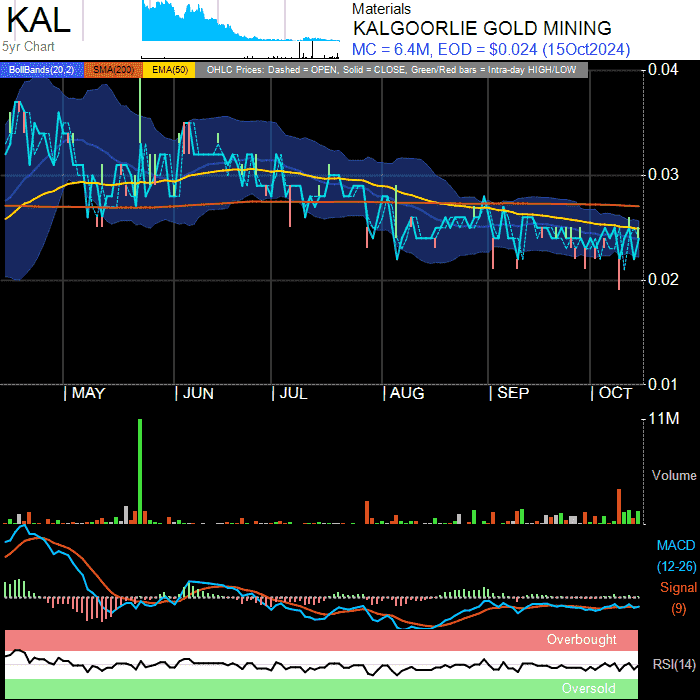 KAL
5yr Chart
Materials
KALGOORLIE GOLD MINING
MC = 6.4M, EOD = $0.024 (15Oct2024)
BollBands(20,2) SMA(200) EMA(50) OHLC Prices: Dashed = OPEN, Solid = CLOSE, Green/Red bars = Intra-day HIGH/LOW
0.04
0.03
0.02
0.01
| MAY | JUN | JUL | AUG | SEP | OCT
11M
Volume
MACD
(12-26)
Signal
(9)
Overbought
RSI(14)
Oversold